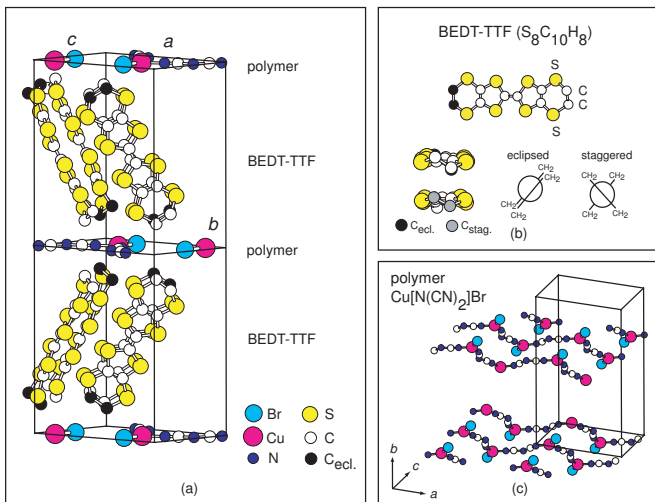 c
a
polymer
BEDT-TTF
b
polymer
BEDT-TTF
Br
S
Cu
C
N
Cecl.
(a)
BEDT-TTF (S8C10H8)
S
C
C
S
eclipsed
staggered
CH2
CH2
CH2
CH2
CH2
CH2
CH2
CH2
Cecl.
Cstag.
(b)
polymer
Cu[N(CN)2]Br
b
c
a
(c)